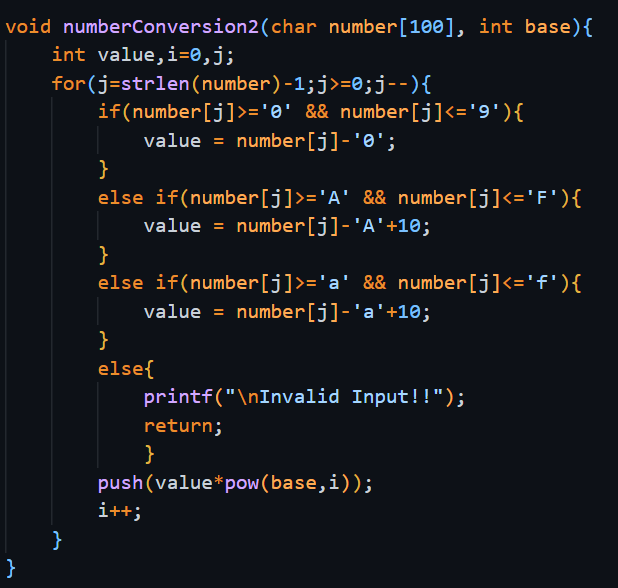 void numberConversion2(char number[100], int base){
    int value,i=0,j;
    for(j=strlen(number)-1;j>=0;j--){
        if(number[j]>='0' && number[j]<='9'){
            value = number[j]-'0';
        }
        else if(number[j]>='A' && number[j]<='F'){
            value = number[j]-'A'+10;
        }
        else if(number[j]>='a' && number[j]<='f'){
            value = number[j]-'a'+10;
        }
        else{
            printf("\nInvalid Input!!");
            return;
            }
        push(value*pow(base,i));
        i++;
    }
}